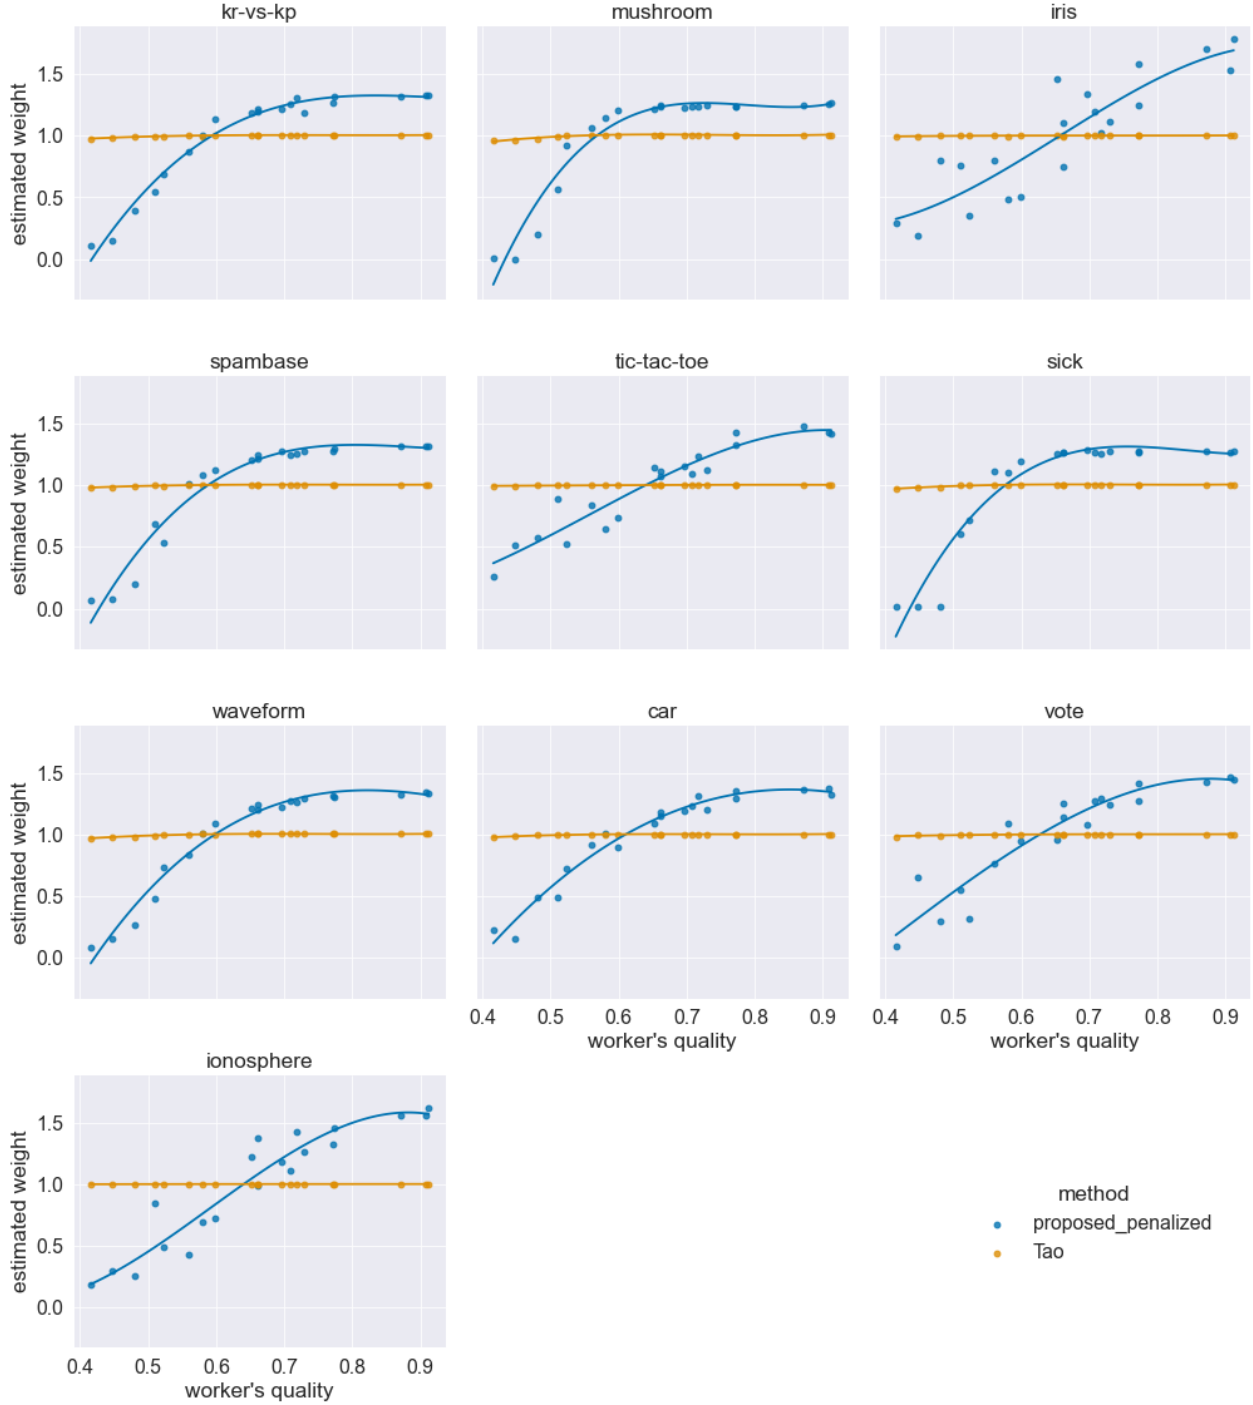 kr-vs-kp
mushroom
iris
estimated weight
1.5
1.0
0.5
0.0
spambase
tic-tac-toe
sick
estimated weight
1.5
1.0
0.5
0.0
waveform
car
vote
estimated weight
1.5
1.0
0.5
0.0
0.4 0.5 0.6 0.7 0.8 0.9
worker's quality
0.4 0.5 0.6 0.7 0.8 0.9
worker's quality
ionosphere
estimated weight
1.5
1.0
0.5
0.0
0.4 0.5 0.6 0.7 0.8 0.9
worker's quality
method
proposed_penalized
Tao